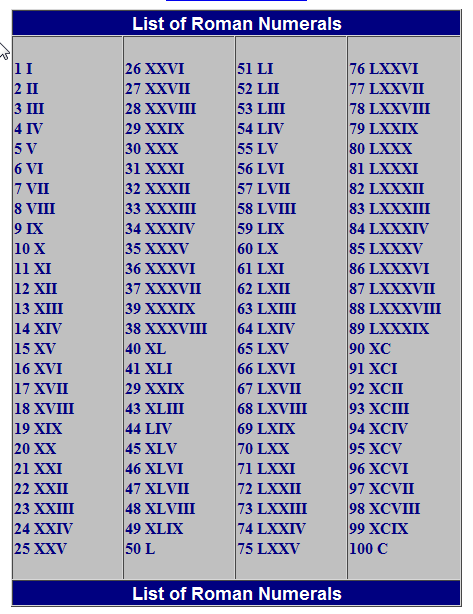 List of Roman Numerals
1 I
2 II
3 III
4 IV
5 V
6 VI
7 VII
8 VIII
9 IX
10 X
11 XI
12 XII
13 XIII
14 XIV
15 XV
16 XVI
17 XVII
18 XVIII
19 XIX
20 XX
21 XXI
22 XXII
23 XXIII
24 XXIV
25 XXV
26 XXVI
27 XXVII
28 XXVIII
29 XXIX
30 XXX
31 XXXI
32 XXXII
33 XXXIII
34 XXXIV
35 XXXV
36 XXXVI
37 XXXVII
39 XXXIX
38 XXXVIII
40 XL
41 XLI
29 XXIX
43 XLIII
44 LIV
45 XLV
46 XLVI
47 XLVII
48 XLVIII
49 XLIX
50 L
51 LI
52 LII
53 LIII
54 LIV
55 LV
56 LVI
57 LVII
58 LVIII
59 LIX
60 LX
61 LXI
62 LXII
63 LXIII
64 LXIV
65 LXV
66 LXVI
67 LXVII
68 LXVIII
69 LXIX
70 LXX
71 LXXI
72 LXXII
73 LXXIII
74 LXXIV
75 LXXV
76 LXXVI
77 LXXVII
78 LXXVIII
79 LXXIX
80 LXXX
81 LXXXI
82 LXXXII
83 LXXXIII
84 LXXXIV
85 LXXXV
86 LXXXVI
87 LXXXVII
88 LXXXVIII
89 LXXXIX
90 XC
91 XCI
92 XCII
93 XCIII
94 XCIV
95 XCV
96 XCVI
97 XCVII
98 XCVIII
99 XCIX
100 C
List of Roman Numerals